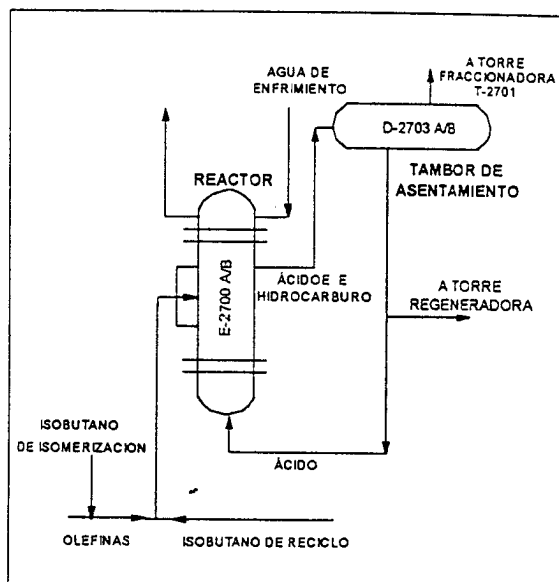 A TORRE
FRACCIONADORA
T-2701
AGUA DE
ENFRIMIENTO
D-2703 A/B
TAMBOR DE
ASENTAMIENTO
REACTOR
E-2700 A/B
ÁCIDOE E
HIDROCARBURO
A TORRE
REGENERADORA
ISOBUTANO
DE ISOMERIZACION
ÁCIDO
OLEFINAS
ISOBUTANO DE RECICLO